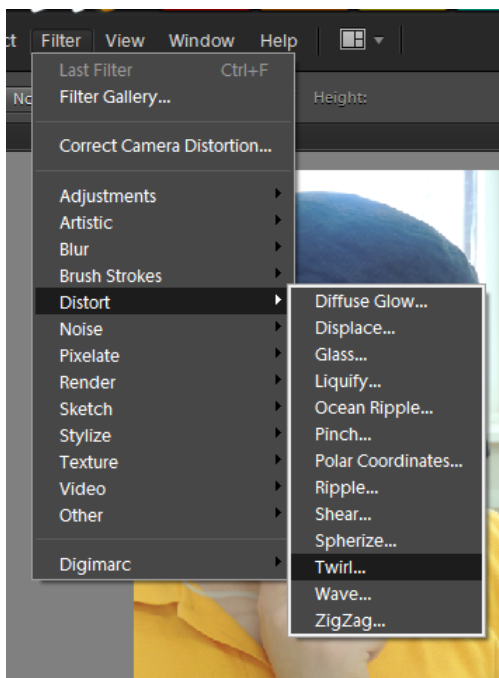 ct Filter View Window Help
Last Filter Ctrl+F
Filter Gallery...
No
Height:
Correct Camera Distortion...
Adjustments
Artistic
Blur
Brush Strokes
Distort
Noise
Pixelate
Render
Sketch
Stylize
Texture
Video
Other
Digimarc
Diffuse Glow...
Displace...
Glass...
Liquify...
Ocean Ripple...
Pinch...
Polar Coordinates...
Ripple...
Shear...
Spherize...
Twirl...
Wave...
ZigZag...